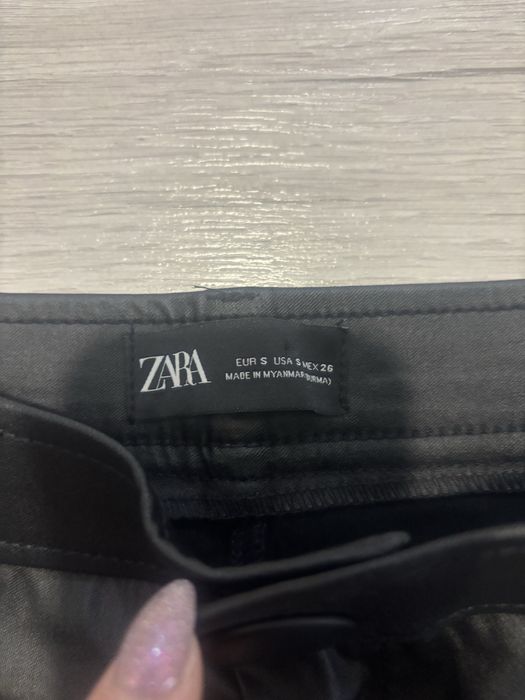 ZARA
EUR S USA S MEX 26
MADE IN MYANMAR (BURMA)